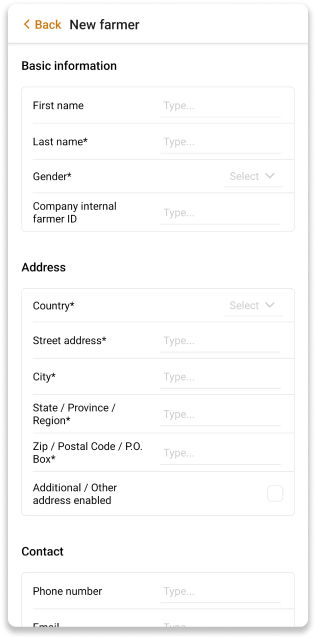 Back New farmer
Basic information
First name Type...
Last name* Type...
Gender* Select
Company internal
farmer ID Type...
Address
Country* Select
Street address* Type...
City* Type...
State / Province /
Region* Type...
Zip / Postal Code / P.O.
Box* Type...
Additional / Other
address enabled
Contact
Phone number Type...
Email Type...